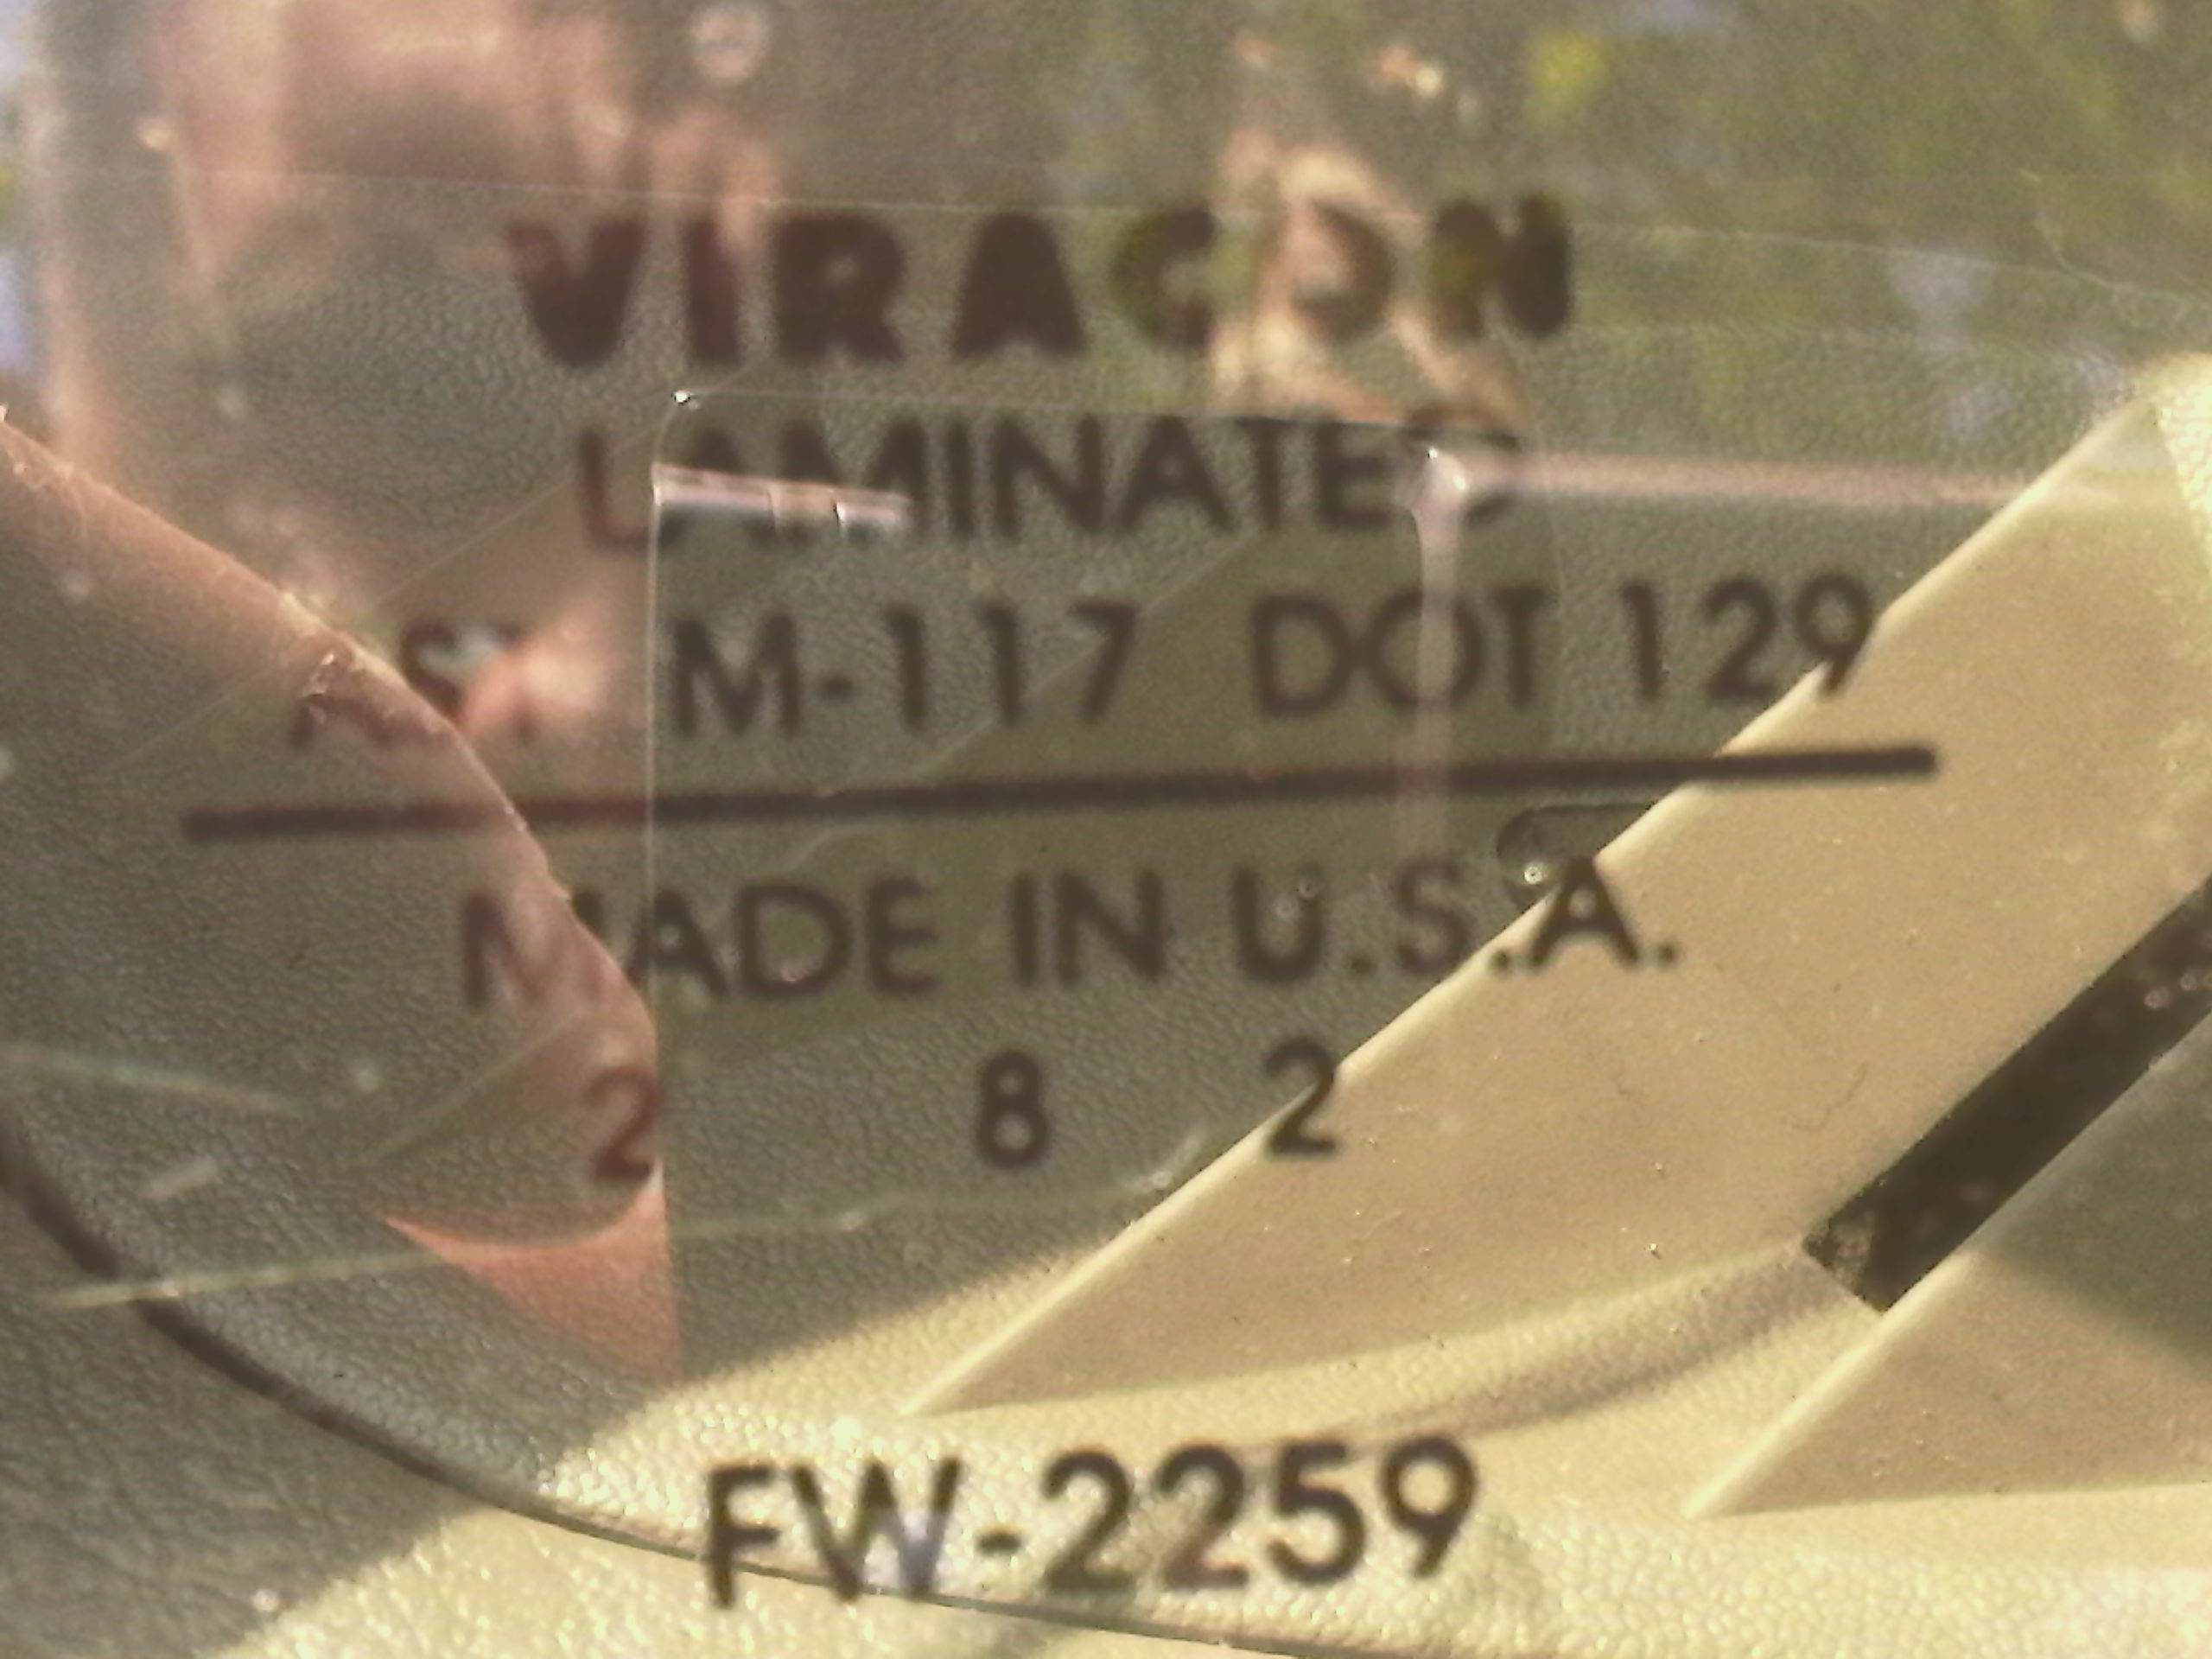 VIRACON
LAMINATED
M-117 DOT 129
MADE IN U.S.A.
2 8 2
FW-2259